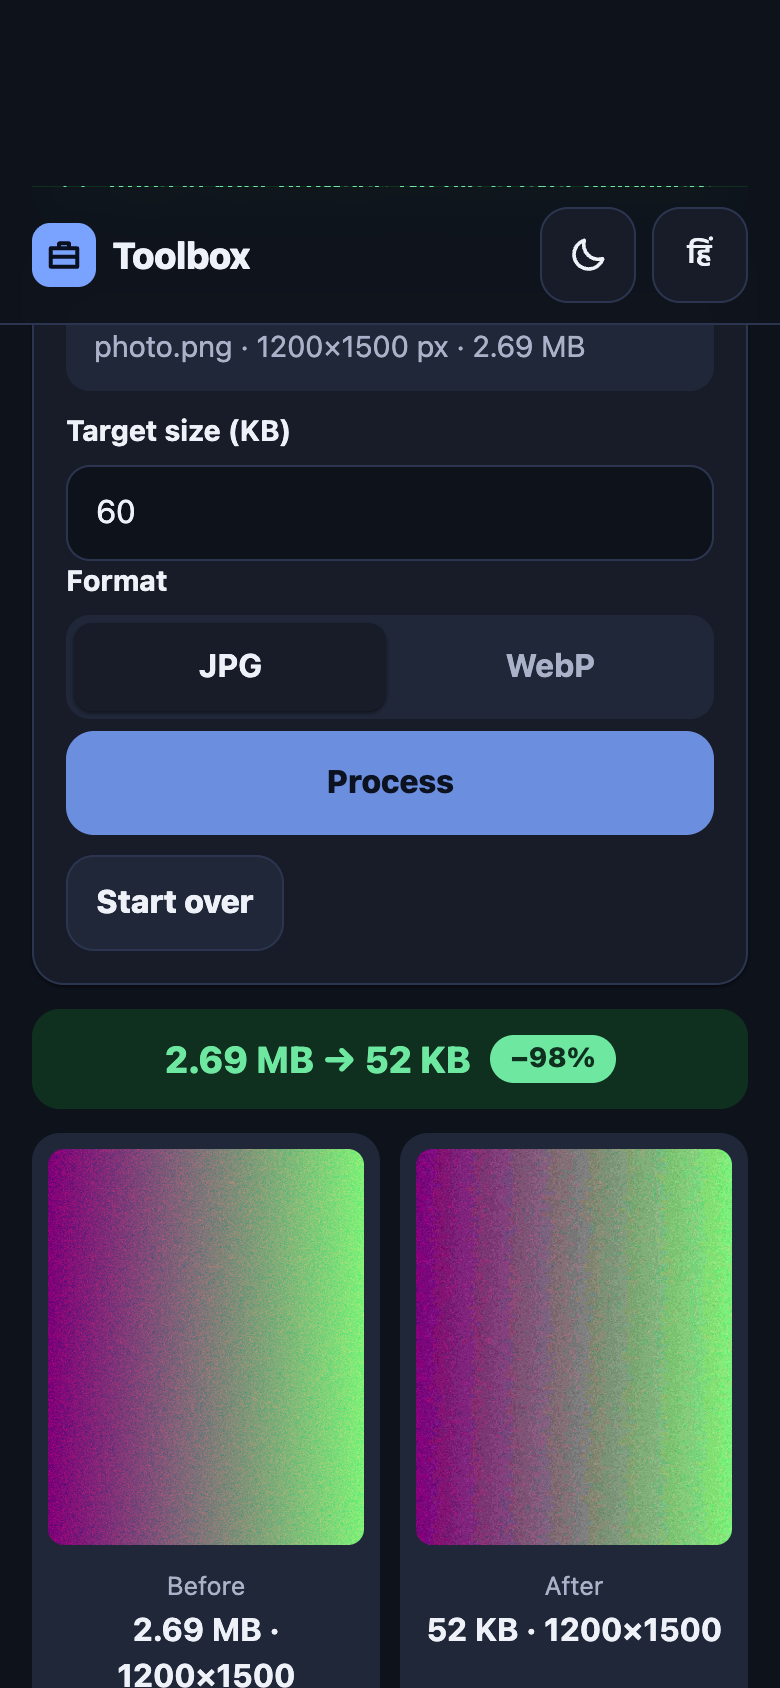 Toolbox
हिं
photo.png · 1200×1500 px · 2.69 MB
Target size (KB)
60
Format
JPG WebP
Process
Start over
2.69 MB → 52 KB −98%
Before
2.69 MB ·
1200×1500
After
52 KB · 1200×1500